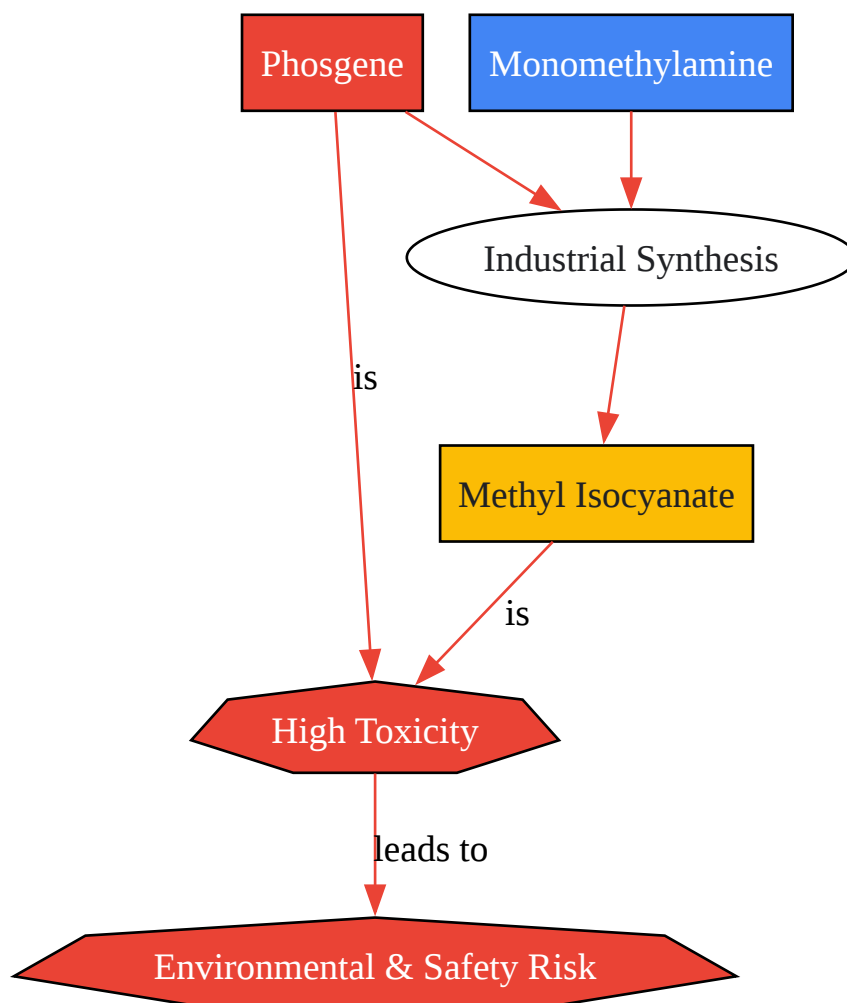 Phosgene
Monomethylamine
Industrial Synthesis
is
Methyl Isocyanate
is
High Toxicity
leads to
Environmental & Safety Risk